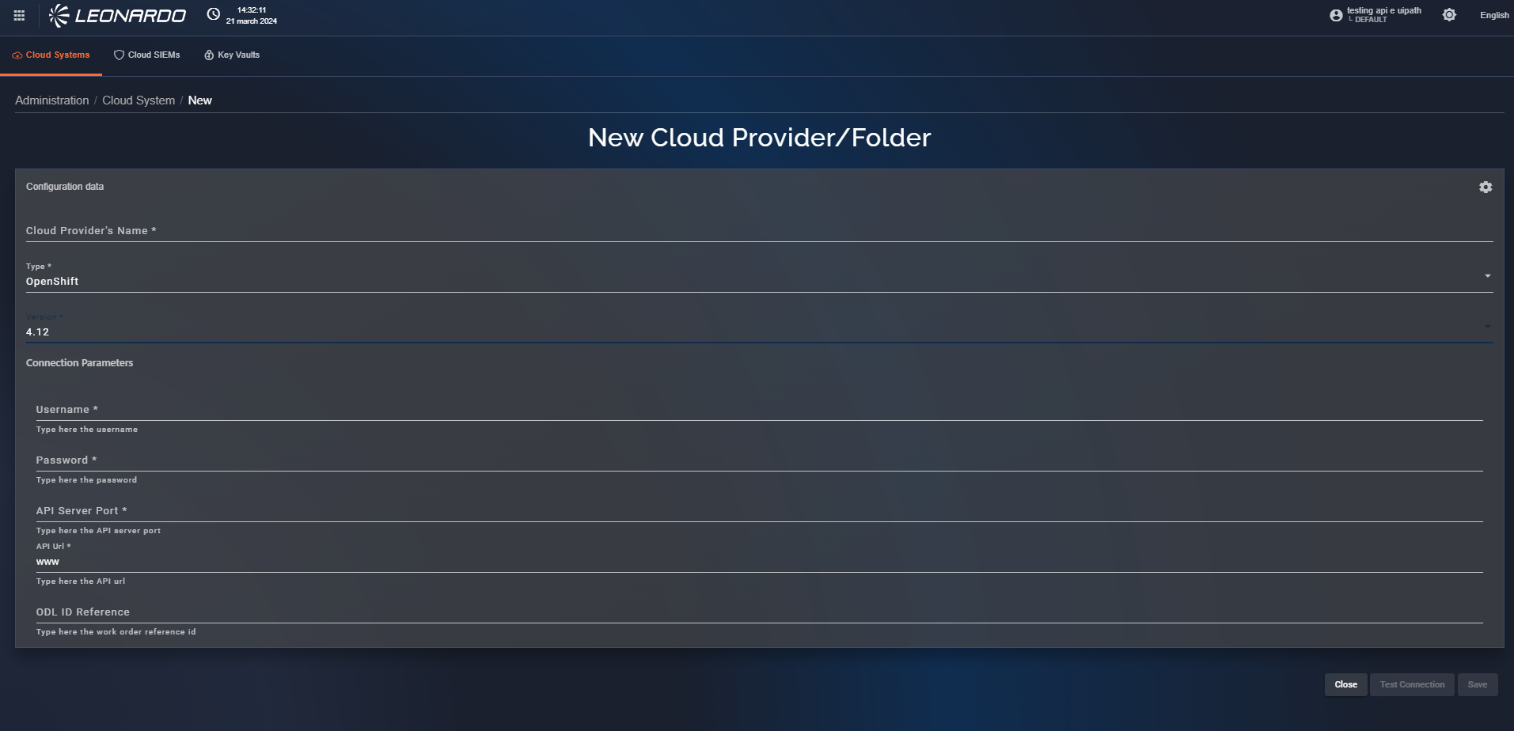 LEONARDO
14:32:11
21 march 2024
testing api e uipath
└ DEFAULT
English
Cloud Systems
Cloud SIEMs
Key Vaults
Administration / Cloud System / New
New Cloud Provider/Folder
Configuration data
Cloud Provider's Name *
Type *
OpenShift
Version *
4.12
Connection Parameters
Username *
Type here the username
Password *
Type here the password
API Server Port *
Type here the API server port
API Url *
www
Type here the API url
ODL ID Reference
Type here the work order reference id
Close
Test Connection
Save